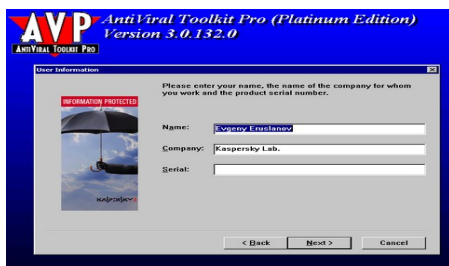 AVP
AntiViral Toolkit Pro (Platinum Edition)
Version 3.0.132.0
ANTIVIRAL TOOLKIT PRO
User Information
Please enter your name, the name of the company for whom
you work and the product serial number.
INFORMATION PROTECTED
Name: Evgeny Eruslanov
Company: Kaspersky Lab.
Serial:
KASPERSKY
< Back Next > Cancel